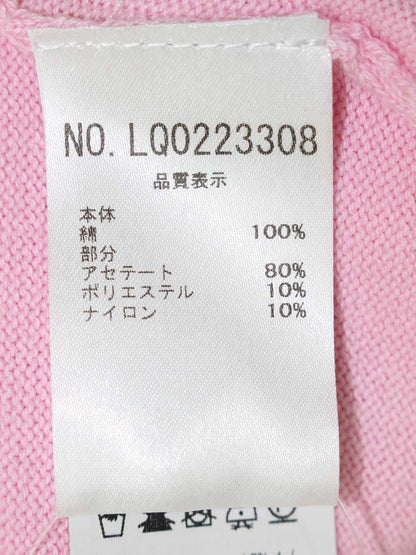 NO. LQ0223308
品質表示
本体
綿 100%
部分
アセテート 80%
ポリエステル 10%
ナイロン 10%